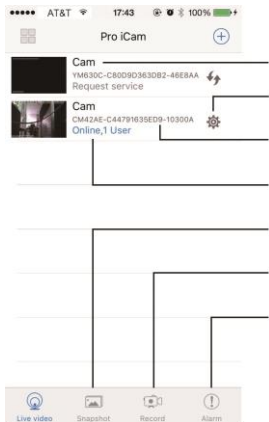 AT&T 17:43 100%
Pro iCam
Cam
YM630C-C80D9D363DB2-46E8AA
Request service
Cam
CM42AE-C44791635ED9-10300A
Online,1 User
Live video Snapshot Record Alarm